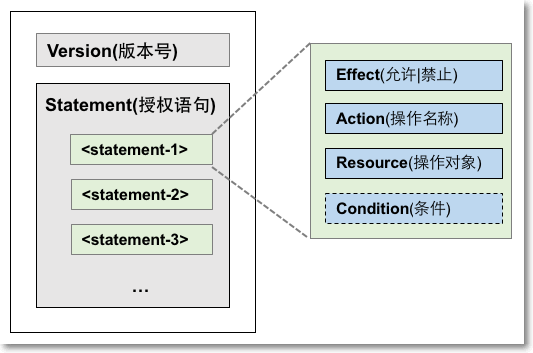 Version(版本号)
Statement(授权语句)
<statement-1>
<statement-2>
<statement-3>
...
Effect(允许|禁止)
Action(操作名称)
Resource(操作对象)
Condition(条件)